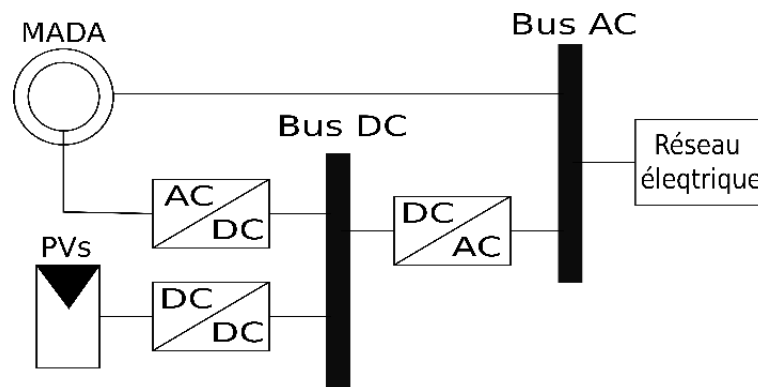 MADA
Bus AC
Bus DC
Réseau
éleqtrique
AC
DC
DC
AC
PVs
DC
DC